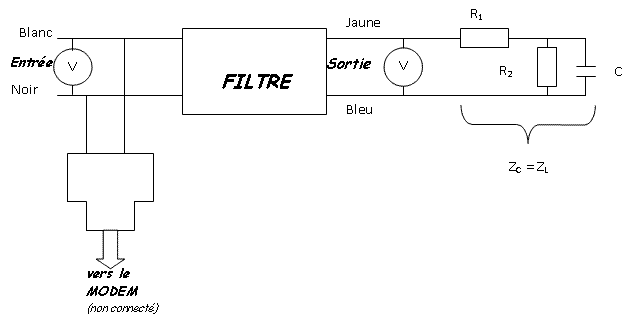 Blanc
Entrée
V
Noir
FILTRE
Jaune
Sortie
V
Bleu
R1
R2
C
ZC = ZL
vers le
MODEM
(non connecté)